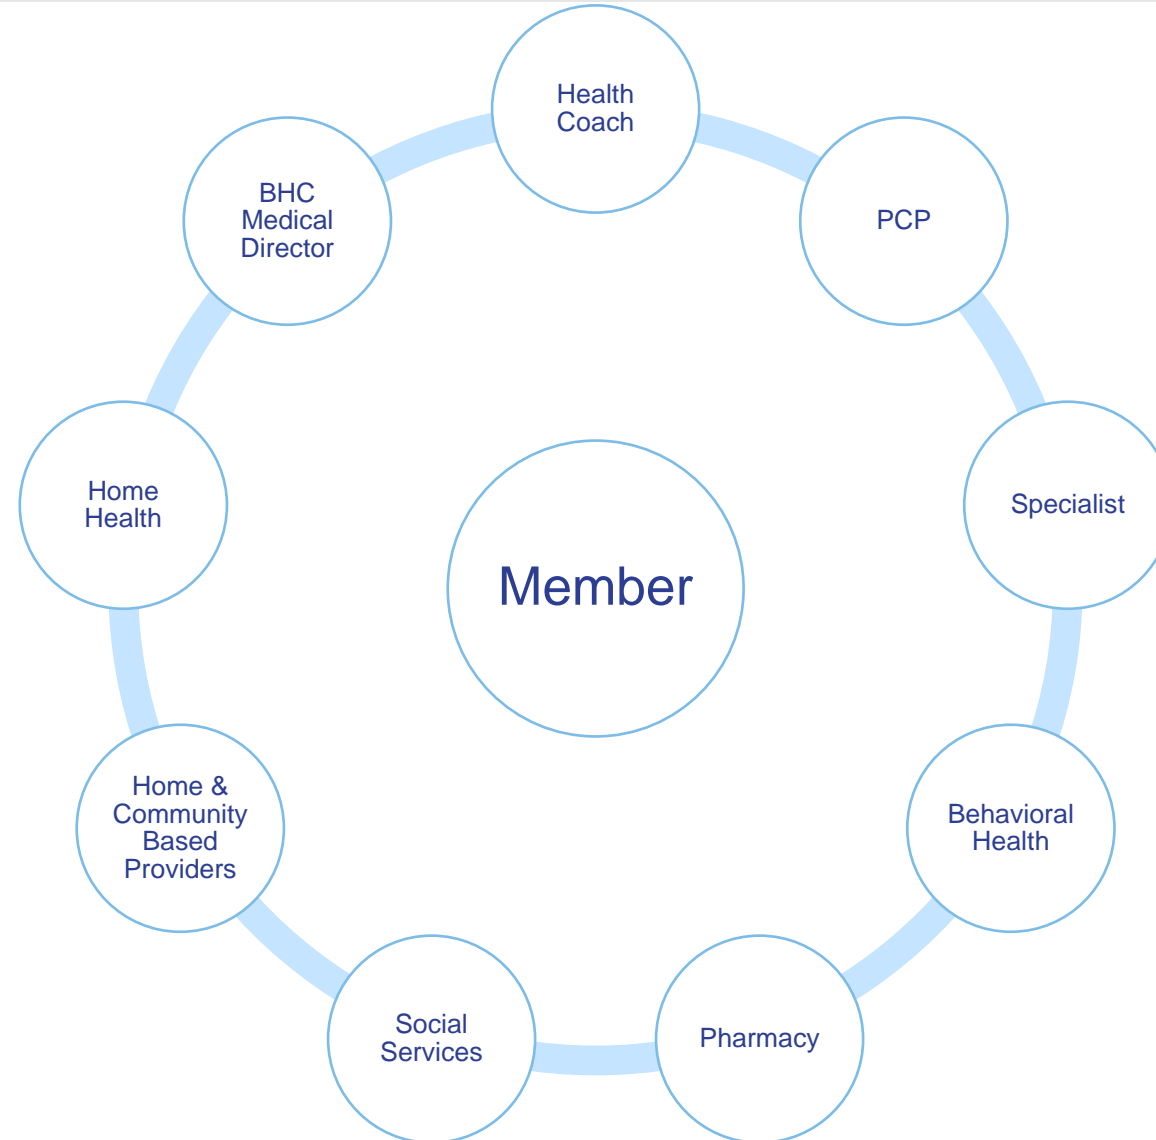 Health
Coach
PCP
Specialist
Behavioral
Health
Pharmacy
Social
Services
Home &
Community
Based
Providers
Home
Health
BHC
Medical
Director
Member